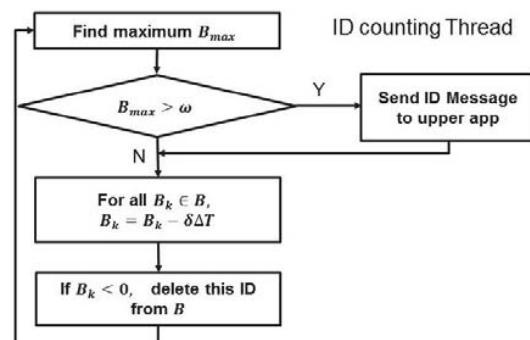 Find maximum B_max
ID counting Thread
B_max > ω
Y
Send ID Message
to upper app
N
For all B_k ∈ B,
B_k = B_k − δΔT
If B_k < 0, delete this ID
from B